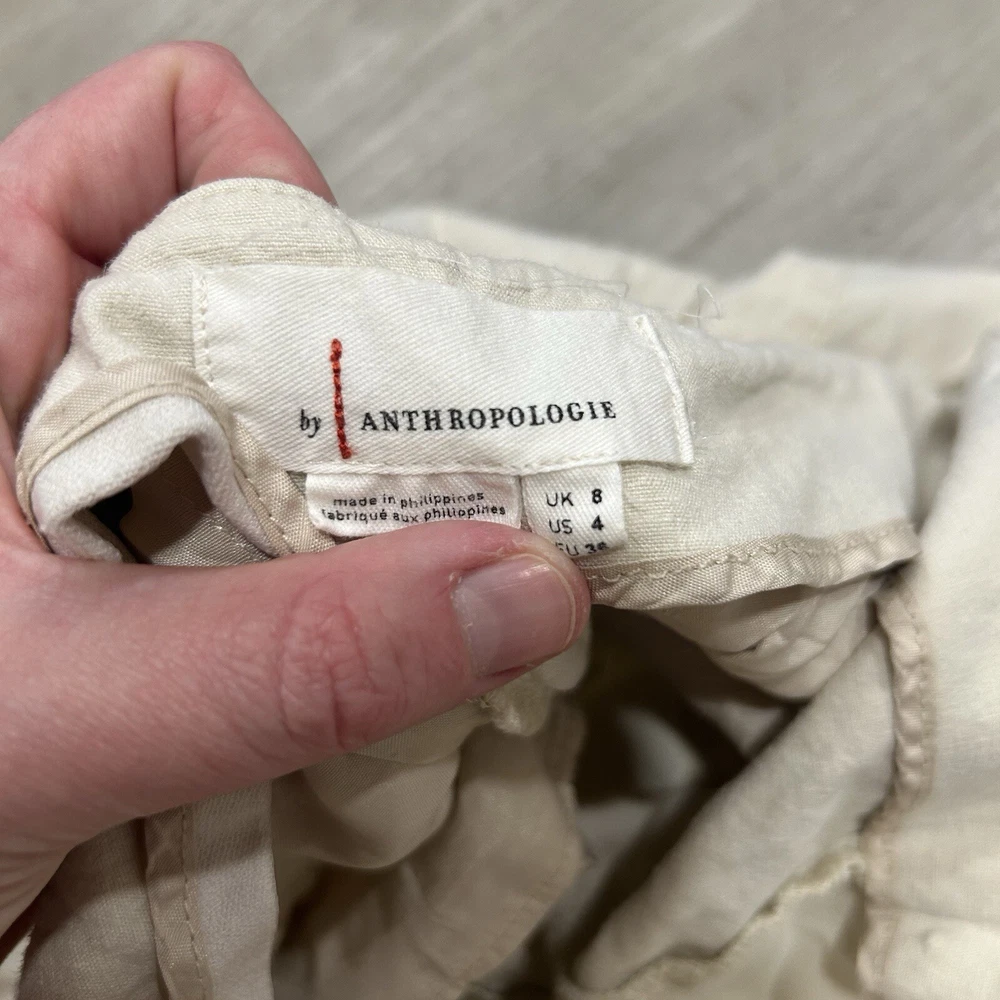 by ANTHROPOLOGIE
made in philippines
fabriqué aux philippines
UK 8
US 4